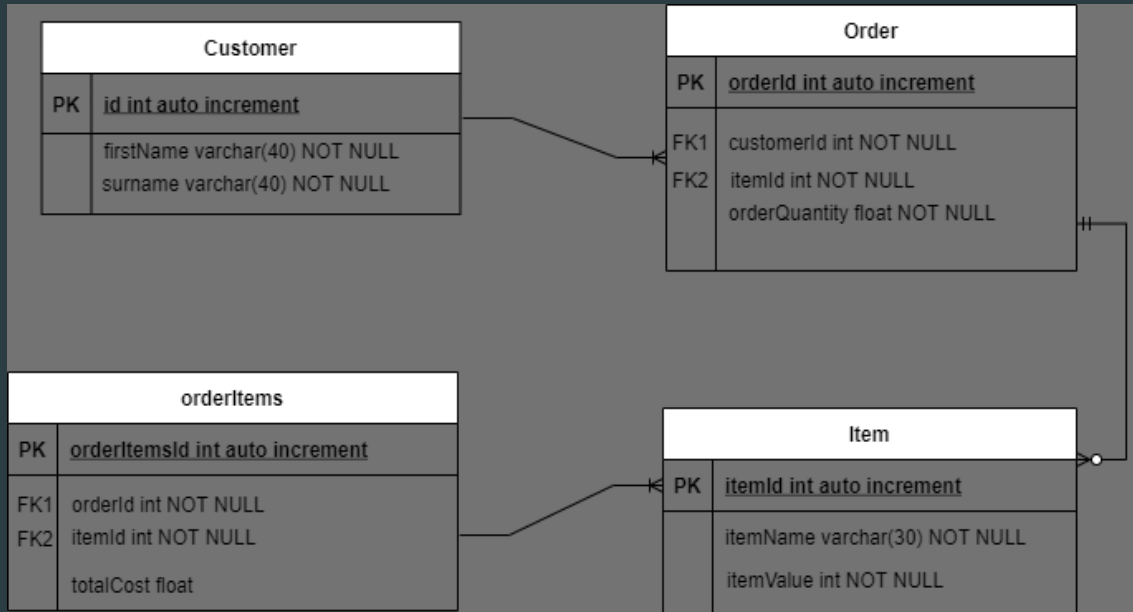 Customer
PK id int auto increment
firstName varchar(40) NOT NULL
surname varchar(40) NOT NULL
Order
PK orderId int auto increment
FK1 customerId int NOT NULL
FK2 itemId int NOT NULL
orderQuantity float NOT NULL
orderItems
PK orderItemsId int auto increment
FK1 orderId int NOT NULL
FK2 itemId int NOT NULL
totalCost float
Item
PK itemId int auto increment
itemName varchar(30) NOT NULL
itemValue int NOT NULL